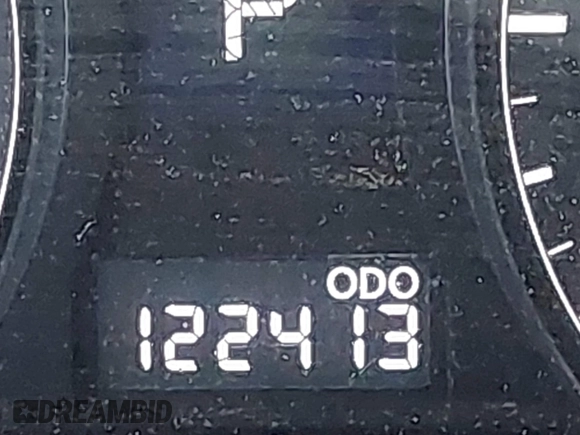 P
ODO
122413
DREAMBID